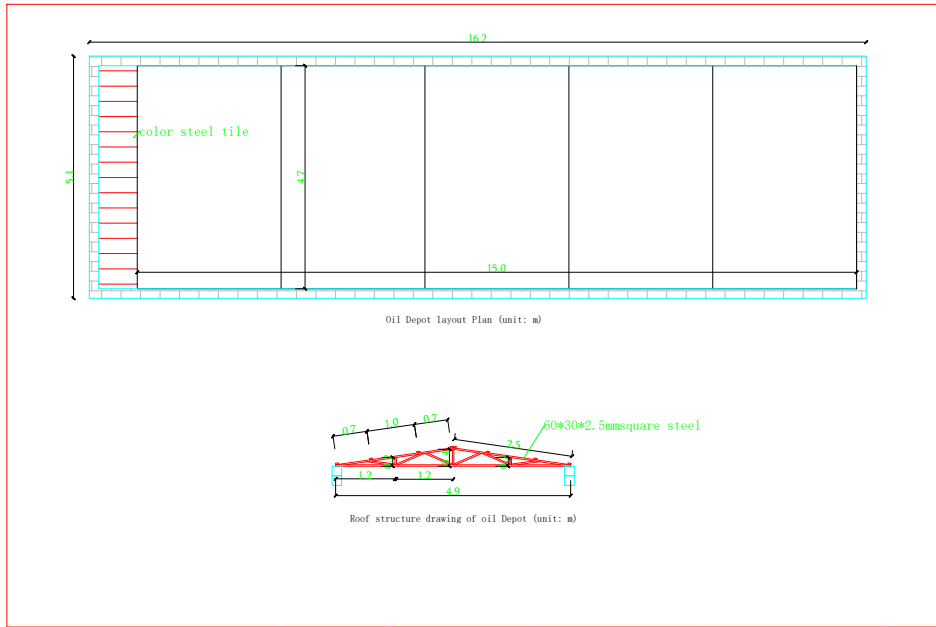 16.2
color steel tile
5.1
4.7
15.0
Oil Depot layout Plan (unit: m)
0.7
1.0
0.7
60*30*2.5mmsquare steel
2.5
1.2
1.2
4.9
Roof structure drawing of oil Depot (unit: m)